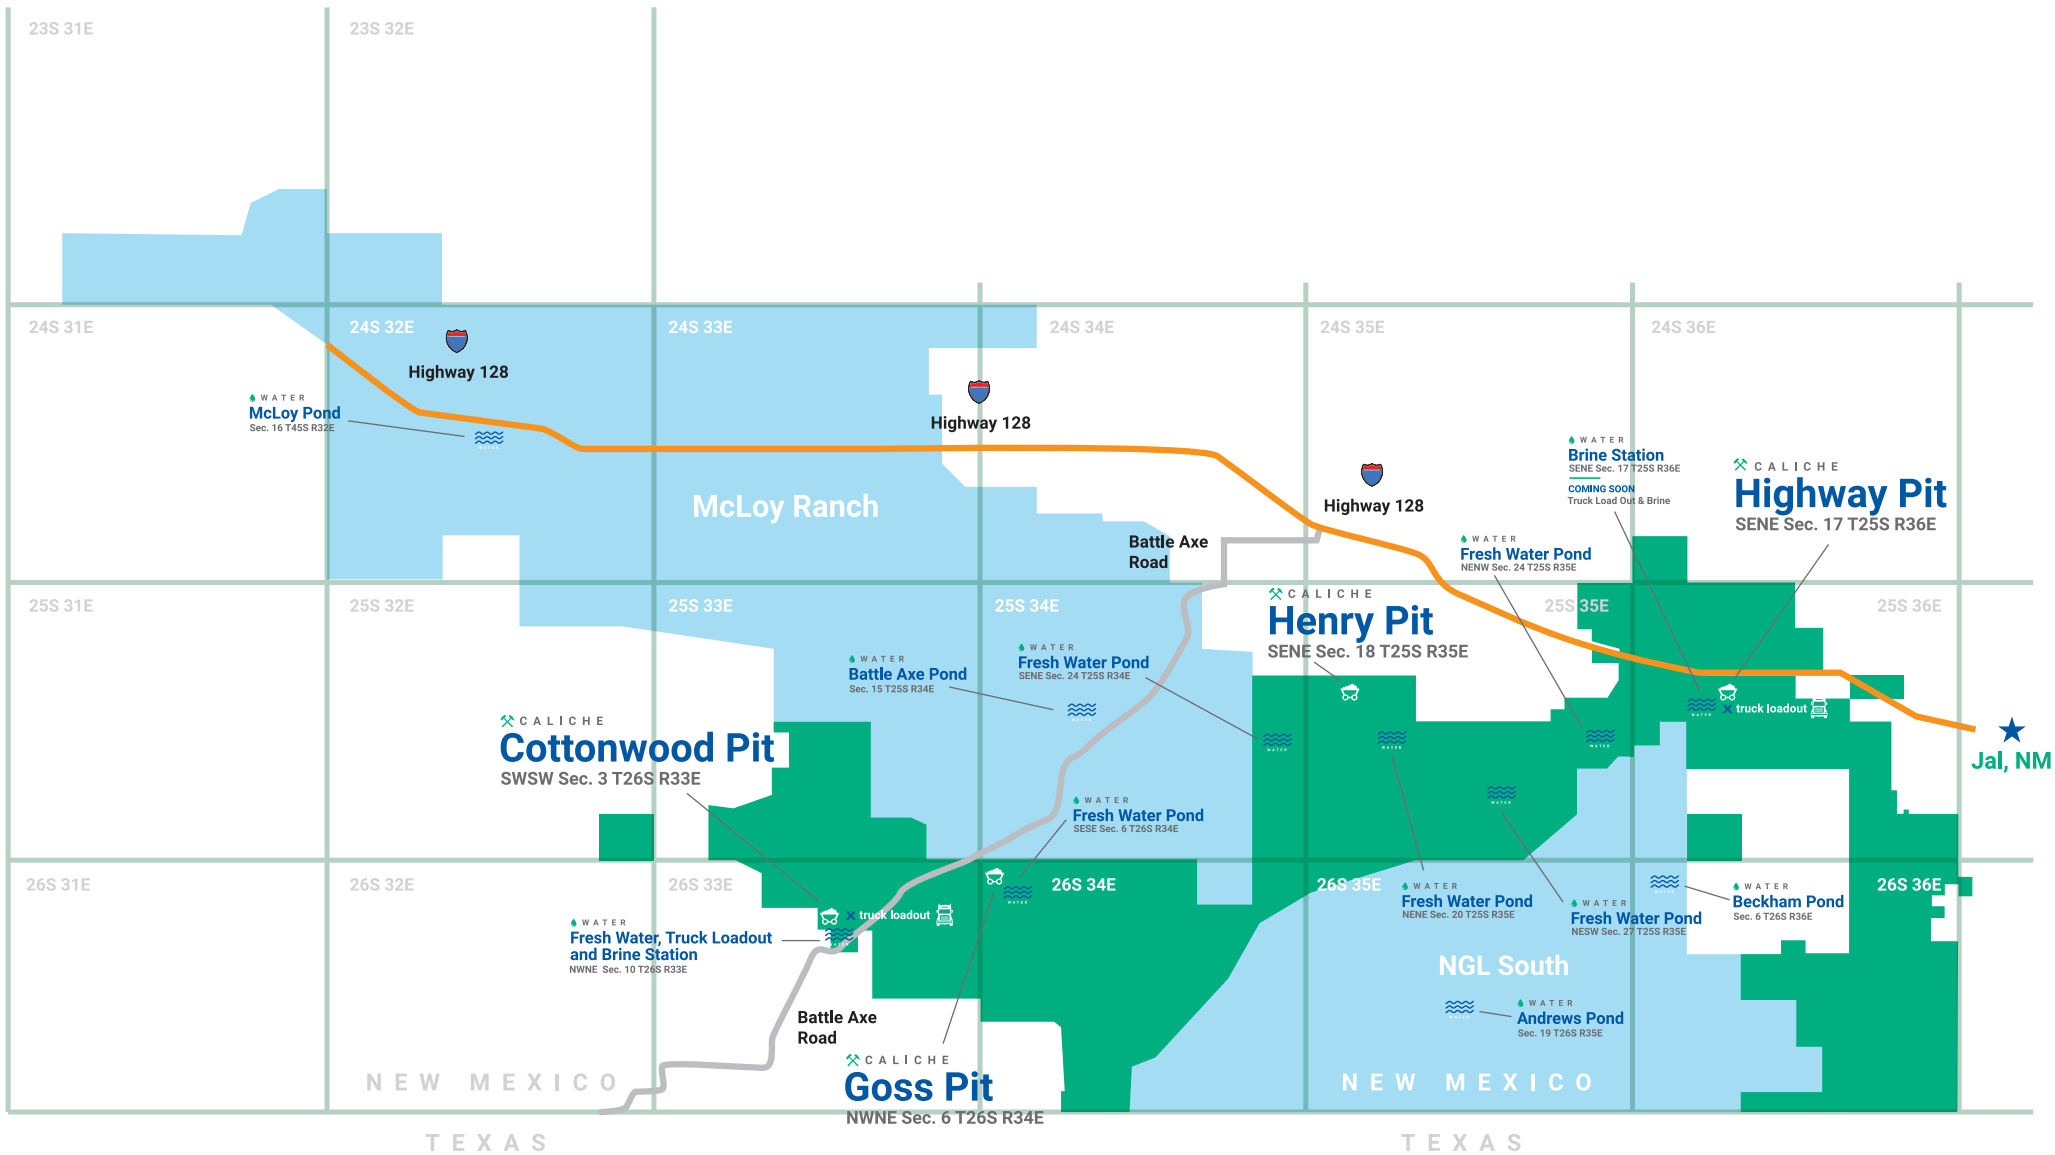 23S 31E
23S 32E
24S 31E
24S 32E
24S 33E
24S 34E
24S 35E
24S 36E
Highway 128
WATER
McLoy Pond
Sec. 16 T45S R32E
Highway 128
McLoy Ranch
Highway 128
WATER
Brine Station
SENE Sec. 17 T25S R36E
COMING SOON
Truck Load Out & Brine
CALICHE
Highway Pit
SENE Sec. 17 T25S R36E
Battle Axe
Road
WATER
Fresh Water Pond
NENW Sec. 24 T25S R35E
25S 31E
25S 32E
25S 33E
25S 34E
25S 35E
25S 36E
CALICHE
Henry Pit
SENE Sec. 18 T25S R35E
WATER
Battle Axe Pond
Sec. 15 T25S R34E
WATER
WATER
Fresh Water Pond
SENE Sec. 24 T25S R34E
WATER
WATER
WATER
WATER
truck loadout
Jal, NM
CALICHE
Cottonwood Pit
SWSW Sec. 3 T26S R33E
WATER
Fresh Water Pond
SESE Sec. 6 T26S R34E
WATER
26S 31E
26S 32E
26S 33E
26S 34E
26S 35E
26S 36E
WATER
truck loadout
WATER
Fresh Water, Truck Loadout
and Brine Station
NWNE Sec. 10 T26S R33E
WATER
Fresh Water Pond
NENE Sec. 20 T25S R35E
WATER
Fresh Water Pond
NESW Sec. 27 T25S R35E
WATER
WATER
Beckham Pond
Sec. 6 T26S R36E
NGL South
WATER
WATER
Andrews Pond
Sec. 19 T26S R35E
Battle Axe
Road
CALICHE
Goss Pit
NWNE Sec. 6 T26S R34E
NEW MEXICO
NEW MEXICO
TEXAS
TEXAS